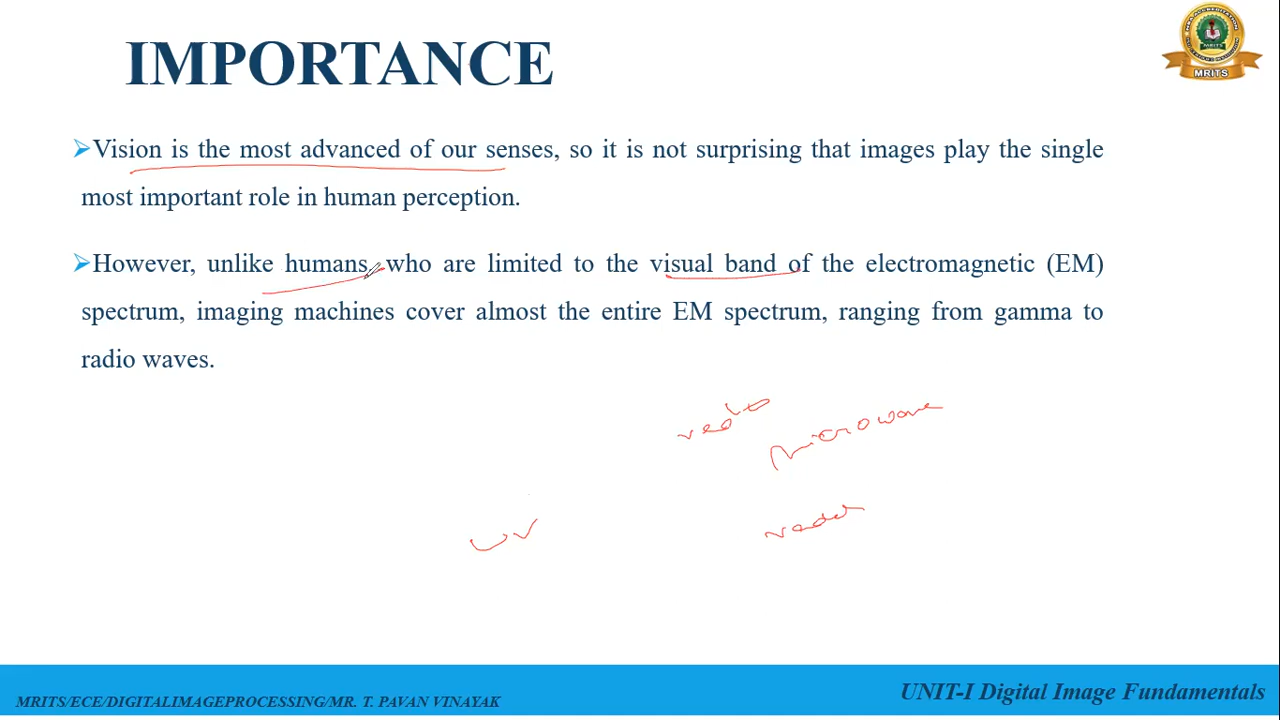 IMPORTANCE
MRITS
Vision is the most advanced of our senses, so it is not surprising that images play the single
most important role in human perception.
However, unlike humans, who are limited to the visual band of the electromagnetic (EM)
spectrum, imaging machines cover almost the entire EM spectrum, ranging from gamma to
radio waves.
microwave
UV
MRITS/ECE/DIGITALIMAGEPROCESSING/MR. T. PAVAN VINAYAK
UNIT-I Digital Image Fundamentals